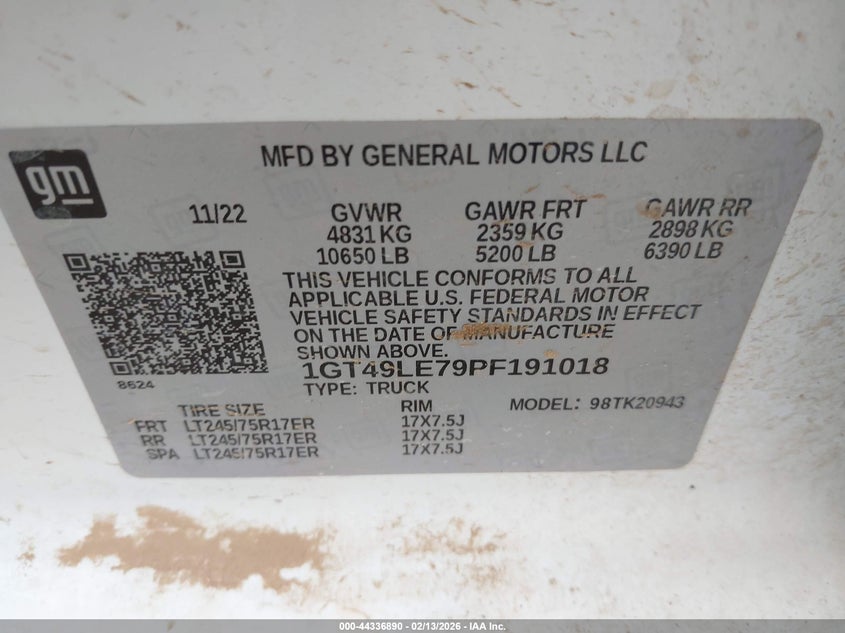 gm
MFD BY GENERAL MOTORS LLC
11/22 GVWR GAWR FRT GAWR RR
4831 KG 2359 KG 2898 KG
10650 LB 5200 LB 6390 LB
THIS VEHICLE CONFORMS TO ALL
APPLICABLE U.S. FEDERAL MOTOR
VEHICLE SAFETY STANDARDS IN EFFECT
ON THE DATE OF MANUFACTURE
SHOWN ABOVE.
1GT49LE79PF191018
8624
TYPE: TRUCK
TIRE SIZE RIM MODEL: 98TK20943
FRT LT245/75R17ER 17X7.5J
RR LT245/75R17ER 17X7.5J
SPA LT245/75R17ER 17X7.5J
000-44336890 - 02/13/2026 - IAA Inc.